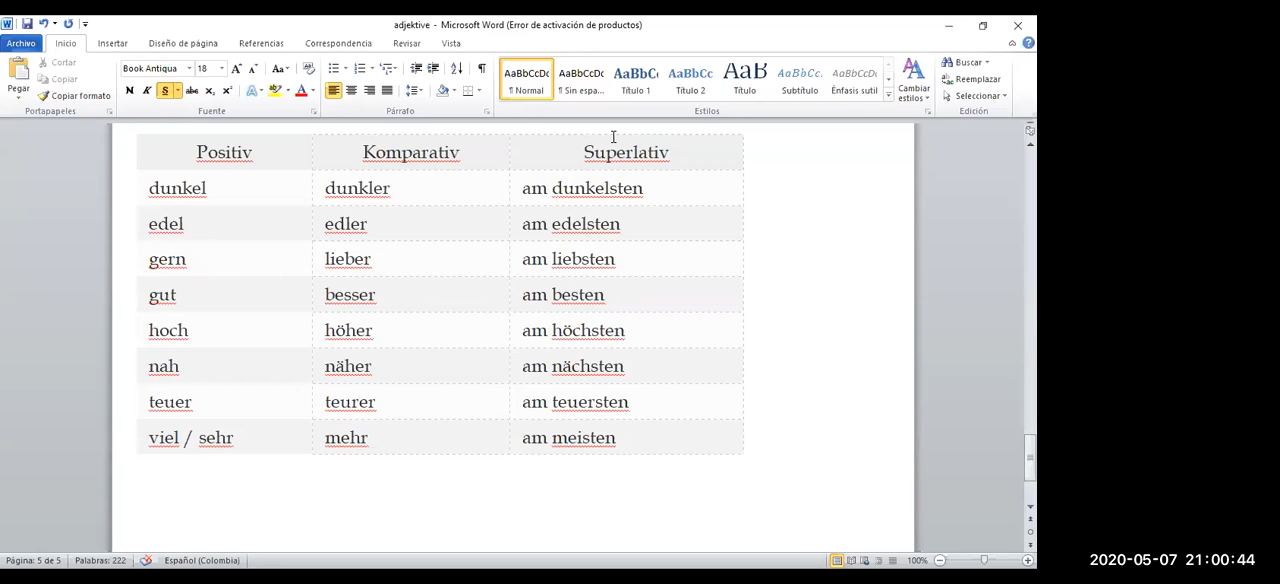 adjektive - Microsoft Word (Error de activación de productos)
Archivo Inicio Insertar Diseño de página Referencias Correspondencia Revisar Vista
Pegar
Cortar
Copiar
Copiar formato
Portapapeles
Book Antiqua 18
N K S abc x₂ x² A ab A
Fuente
Párrafo
AaBbCcDc AaBbCcDc AaBbC AaBbCc AaB AaBbCc. AaBbCcDc
¶ Normal ¶ Sin espa... Título 1 Título 2 Título Subtítulo Énfasis sutil
Estilos
Cambiar
estilos
Buscar
Reemplazar
Seleccionar
Edición
Positiv Komparativ Superlativ
dunkel dunkler am dunkelsten
edel edler am edelsten
gern lieber am liebsten
gut besser am besten
hoch höher am höchsten
nah näher am nächsten
teuer teurer am teuersten
viel / sehr mehr am meisten
Página: 5 de 5 Palabras: 222 Español (Colombia) 100%
2020-05-07 21:00:44